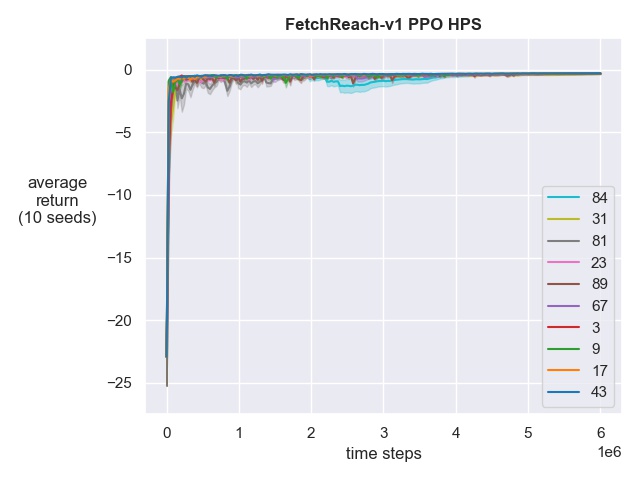 FetchReach-v1 PPO HPS
average
return
(10 seeds)
0
−5
−10
−15
−20
−25
84
31
81
23
89
67
3
9
17
43
0 1 2 3 4 5 6
1e6
time steps